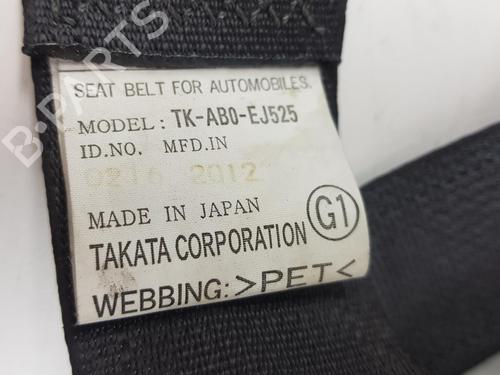 SEAT BELT FOR AUTOMOBILES.
MODEL: TK-AB0-EJ525
ID.NO. MFD.IN
0216 2012
MADE IN JAPAN
G1
TAKATA CORPORATION
WEBBING: >PET<
B-PARTS